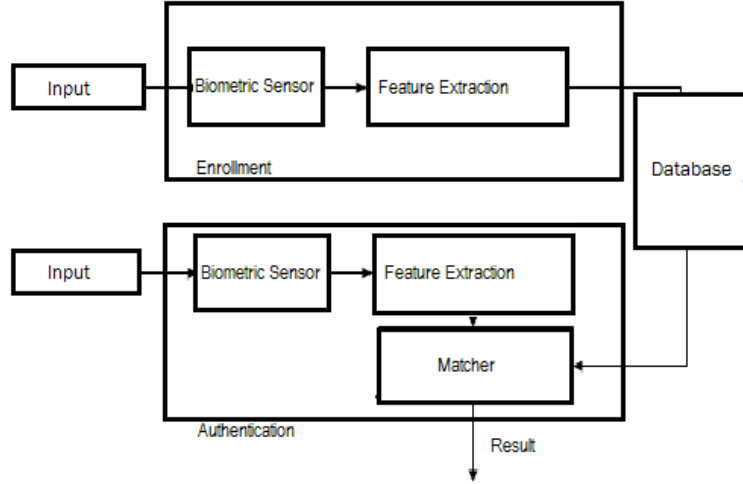 Input
Biometric Sensor
Feature Extraction
Enrollment
Database
Input
Biometric Sensor
Feature Extraction
Matcher
Authentication
Result